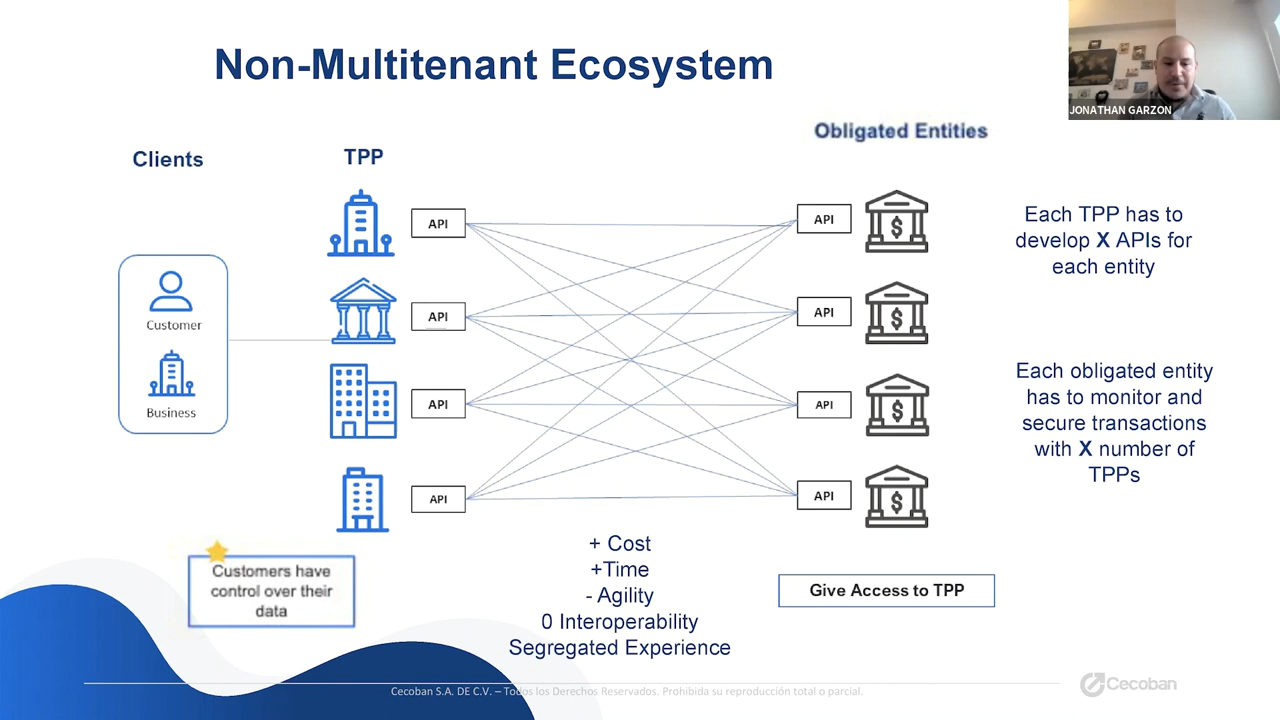 Non-Multitenant Ecosystem
JONATHAN GARZON
Clients
TPP
Obligated Entities
Customer
Business
API
API
API
API
API
API
API
API
Each TPP has to
develop X APIs for
each entity
Each obligated entity
has to monitor and
secure transactions
with X number of
TPPs
Customers have
control over their
data
+ Cost
+Time
- Agility
0 Interoperability
Segregated Experience
Give Access to TPP
Cecoban S.A. DE C.V. – Todos los Derechos Reservados. Prohibida su reproducción total o parcial.
Cecoban